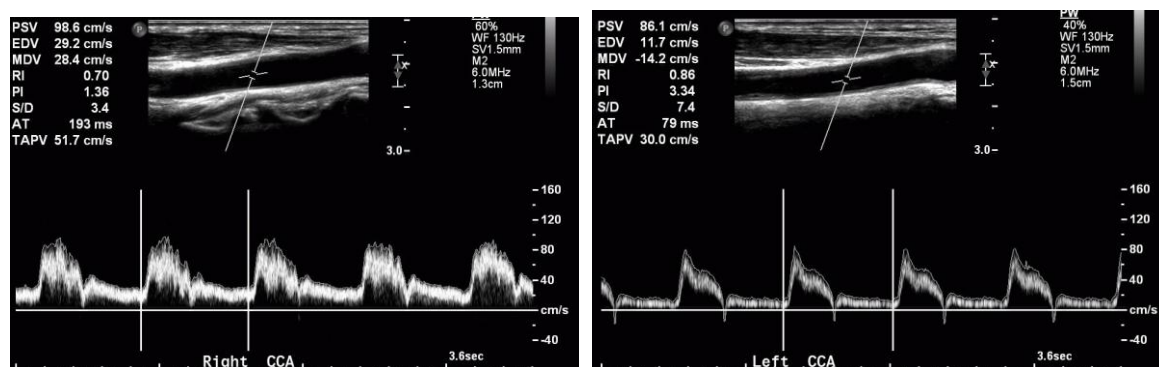 PSV 98.6 cm/s
EDV 29.2 cm/s
MDV 28.4 cm/s
RI 0.70
PI 1.36
S/D 3.4
AT 193 ms
TAPV 51.7 cm/s
P
PW
60%
WF 130Hz
SV1.5mm
M2
6.0MHz
1.3cm
x
3.0
160
120
80
40
cm/s
-40
Right CCA
3.6sec
PSV 86.1 cm/s
EDV 11.7 cm/s
MDV -14.2 cm/s
RI 0.86
PI 3.34
S/D 7.4
AT 79 ms
TAPV 30.0 cm/s
P
PW
40%
WF 130Hz
SV1.5mm
M2
6.0MHz
1.5cm
x
3.0
160
120
80
40
cm/s
-40
Left CCA
3.6sec